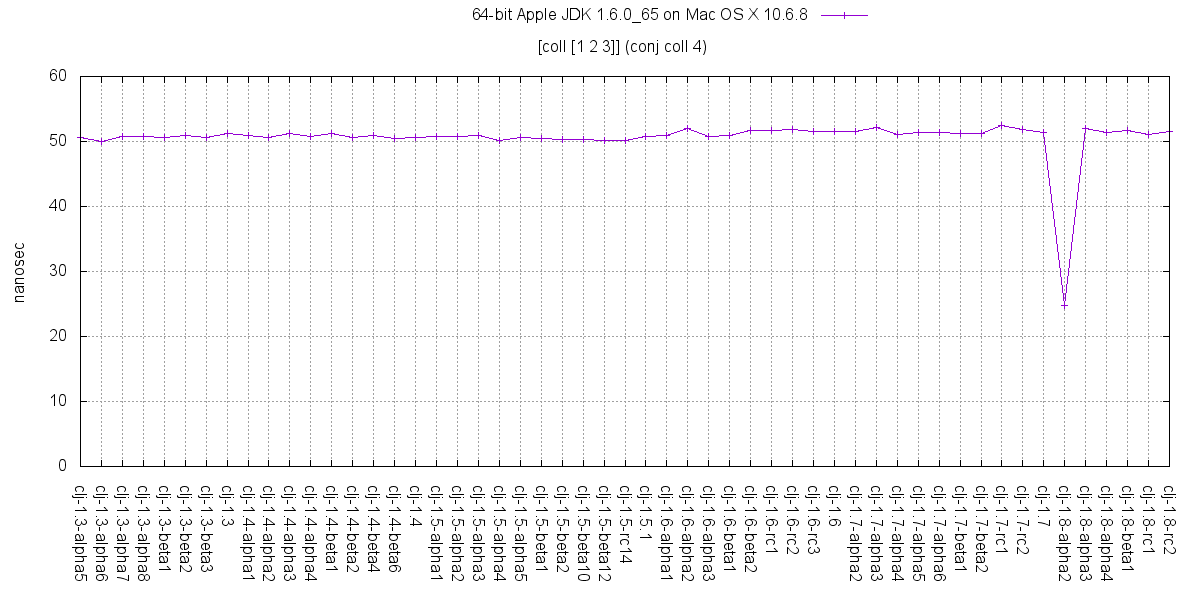 64-bit Apple JDK 1.6.0_65 on Mac OS X 10.6.8
[coll [1 2 3]] (conj coll 4)
60
50
40
30
20
10
0
nanosec
clj-1.3-alpha5
clj-1.3-alpha6
clj-1.3-alpha7
clj-1.3-alpha8
clj-1.3-beta1
clj-1.3-beta2
clj-1.3-beta3
clj-1.3
clj-1.4-alpha1
clj-1.4-alpha2
clj-1.4-alpha3
clj-1.4-alpha4
clj-1.4-beta1
clj-1.4-beta2
clj-1.4-beta4
clj-1.4-beta6
clj-1.4
clj-1.5-alpha1
clj-1.5-alpha2
clj-1.5-alpha3
clj-1.5-alpha4
clj-1.5-alpha5
clj-1.5-beta1
clj-1.5-beta2
clj-1.5-beta10
clj-1.5-beta12
clj-1.5-rc14
clj-1.5.1
clj-1.6-alpha1
clj-1.6-alpha2
clj-1.6-alpha3
clj-1.6-beta1
clj-1.6-beta2
clj-1.6-rc1
clj-1.6-rc2
clj-1.6-rc3
clj-1.6
clj-1.7-alpha2
clj-1.7-alpha3
clj-1.7-alpha4
clj-1.7-alpha5
clj-1.7-alpha6
clj-1.7-beta1
clj-1.7-beta2
clj-1.7-rc1
clj-1.7-rc2
clj-1.7
clj-1.8-alpha2
clj-1.8-alpha3
clj-1.8-alpha4
clj-1.8-beta1
clj-1.8-rc1
clj-1.8-rc2